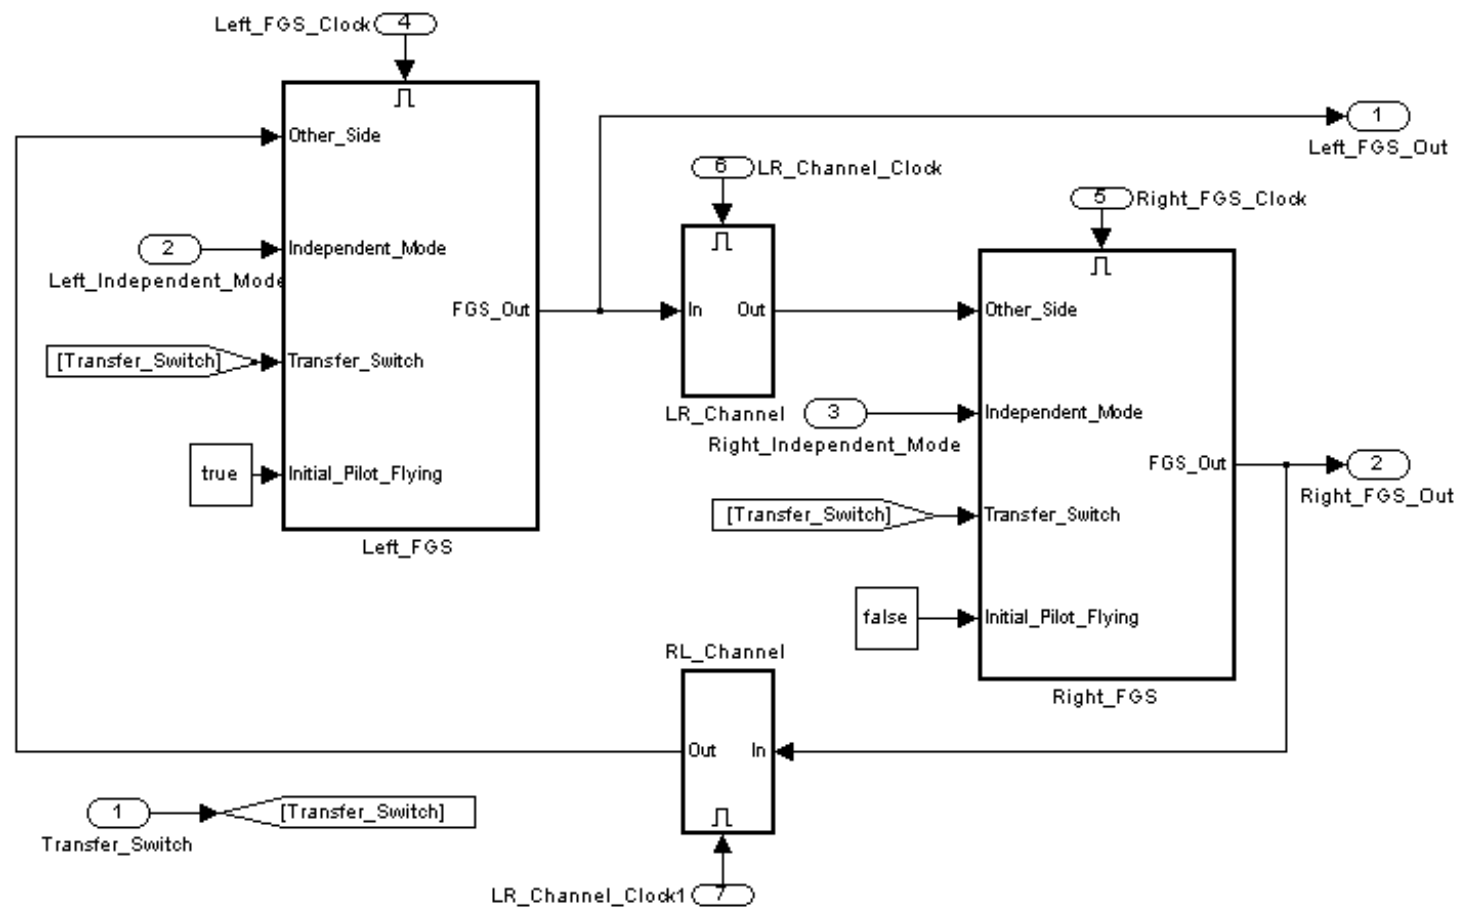 Left_FGS_Clock 4
Other_Side
1
Left_FGS_Out
6 LR_Channel_Clock
5 Right_FGS_Clock
2
Independent_Mode
Left_Independent_Mode
FGS_Out
In
Out
Other_Side
[Transfer_Switch]
Transfer_Switch
LR_Channel
3
Independent_Mode
Right_Independent_Mode
true
Initial_Pilot_Flying
FGS_Out
2
Right_FGS_Out
[Transfer_Switch]
Transfer_Switch
Left_FGS
false
Initial_Pilot_Flying
RL_Channel
Right_FGS
Out
In
1
[Transfer_Switch]
Transfer_Switch
LR_Channel_Clock1 7